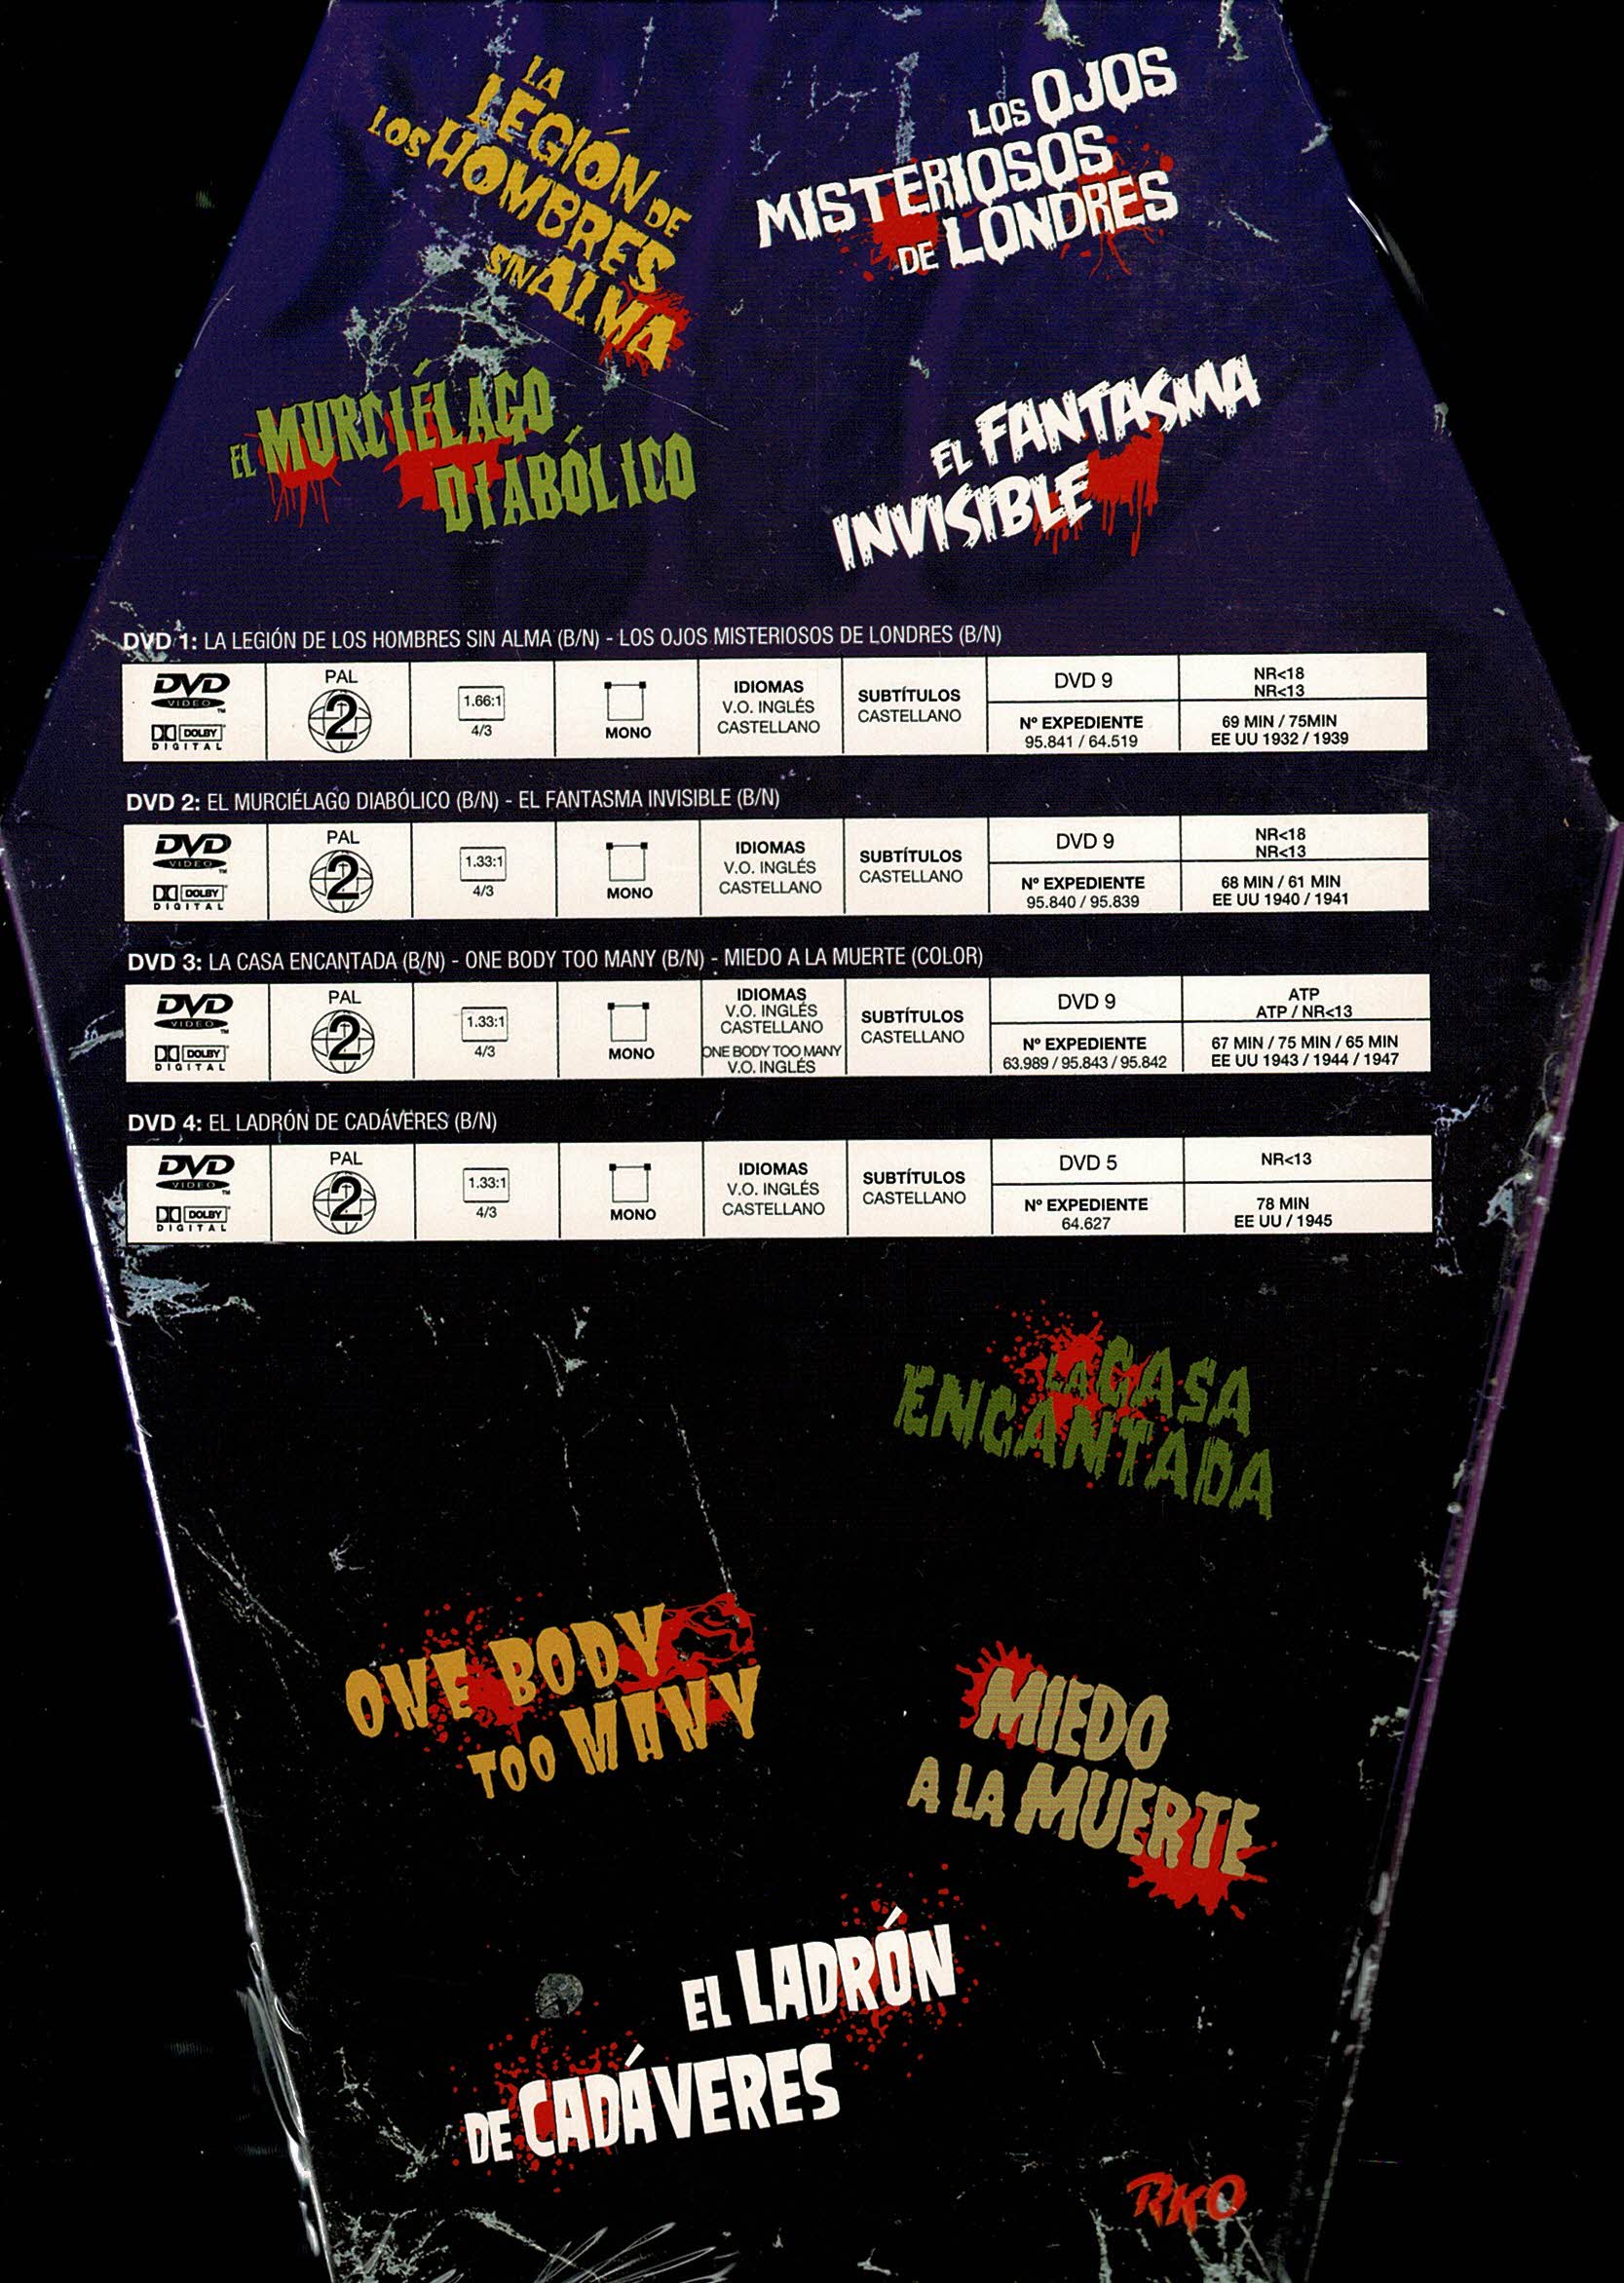 LA
LEGIÓN DE
LOS HOMBRES
SIN ALMA
LOS OJOS
MISTERIOSOS
DE LONDRES
EL MURCIÉLAGO
DIABÓLICO
EL FANTASMA
INVISIBLE
DVD 1: LA LEGIÓN DE LOS HOMBRES SIN ALMA (B/N) - LOS OJOS MISTERIOSOS DE LONDRES (B/N)
DVD
VIDEO
TM
DOLBY
DIGITAL
PAL
2
1.66:1
4/3
MONO
IDIOMAS
V.O. INGLÉS
CASTELLANO
SUBTÍTULOS
CASTELLANO
DVD 9
Nº EXPEDIENTE
95.841 / 64.519
NR<18
NR<13
69 MIN / 75MIN
EE UU 1932 / 1939
DVD 2: EL MURCIÉLAGO DIABÓLICO (B/N) - EL FANTASMA INVISIBLE (B/N)
DVD
VIDEO
TM
DOLBY
DIGITAL
PAL
2
1.33:1
4/3
MONO
IDIOMAS
V.O. INGLÉS
CASTELLANO
SUBTÍTULOS
CASTELLANO
DVD 9
Nº EXPEDIENTE
95.840 / 95.839
NR<18
NR<13
68 MIN / 61 MIN
EE UU 1940 / 1941
DVD 3: LA CASA ENCANTADA (B/N) - ONE BODY TOO MANY (B/N) - MIEDO A LA MUERTE (COLOR)
DVD
VIDEO
TM
DOLBY
DIGITAL
PAL
2
1.33:1
4/3
MONO
IDIOMAS
V.O. INGLÉS
CASTELLANO
ONE BODY TOO MANY
V.O. INGLÉS
SUBTÍTULOS
CASTELLANO
DVD 9
Nº EXPEDIENTE
63.989 / 95.843 / 95.842
ATP
ATP / NR<13
67 MIN / 75 MIN / 65 MIN
EE UU 1943 / 1944 / 1947
DVD 4: EL LADRÓN DE CADÁVERES (B/N)
DVD
VIDEO
TM
DOLBY
DIGITAL
PAL
2
1.33:1
4/3
MONO
IDIOMAS
V.O. INGLÉS
CASTELLANO
SUBTÍTULOS
CASTELLANO
DVD 5
Nº EXPEDIENTE
64.627
NR<13
78 MIN
EE UU / 1945
LA CASA
ENCANTADA
ONE BODY
TOO MANY
MIEDO
A LA MUERTE
EL LADRÓN
DE CADÁVERES
RKO